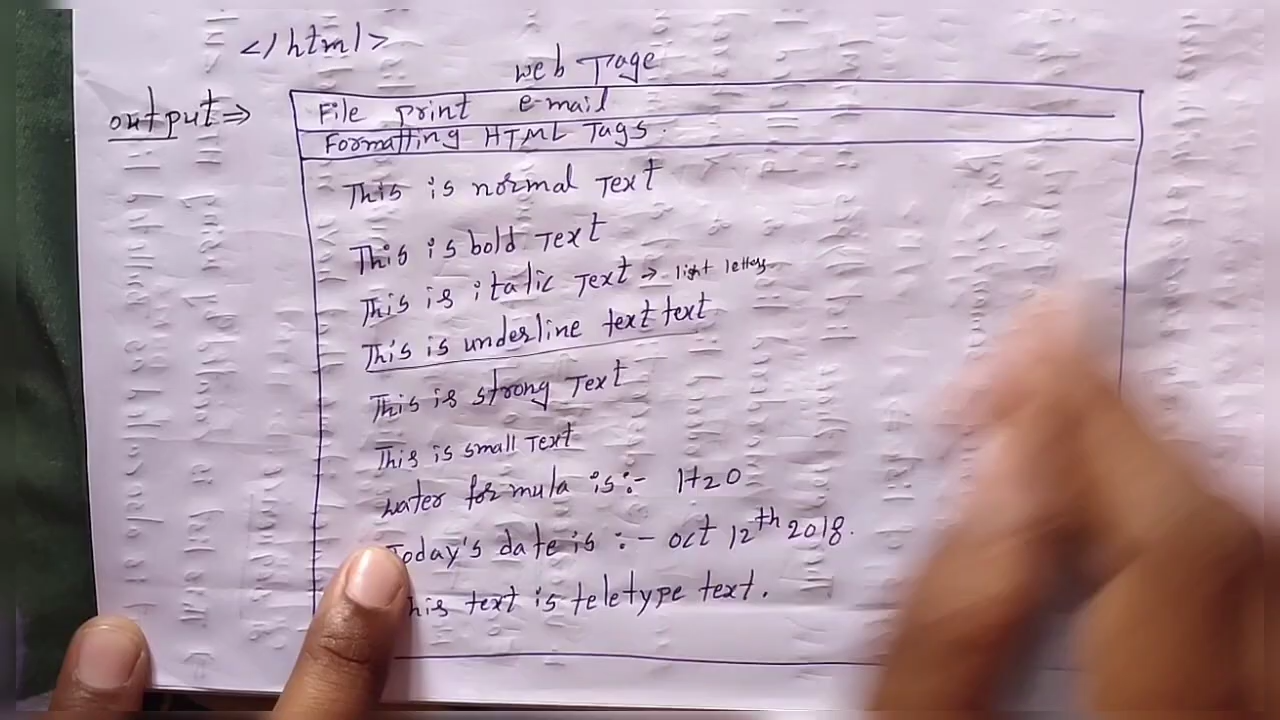 </html>
web Page
output⇒
File print e-mail
Formatting HTML Tags.
This is normal Text
This is bold Text
This is italic Text → light letters
This is underline text text
This is strong Text
This is small Text
water formula is:- H2O
Today's date is :- oct 12th 2018.
This text is teletype text.